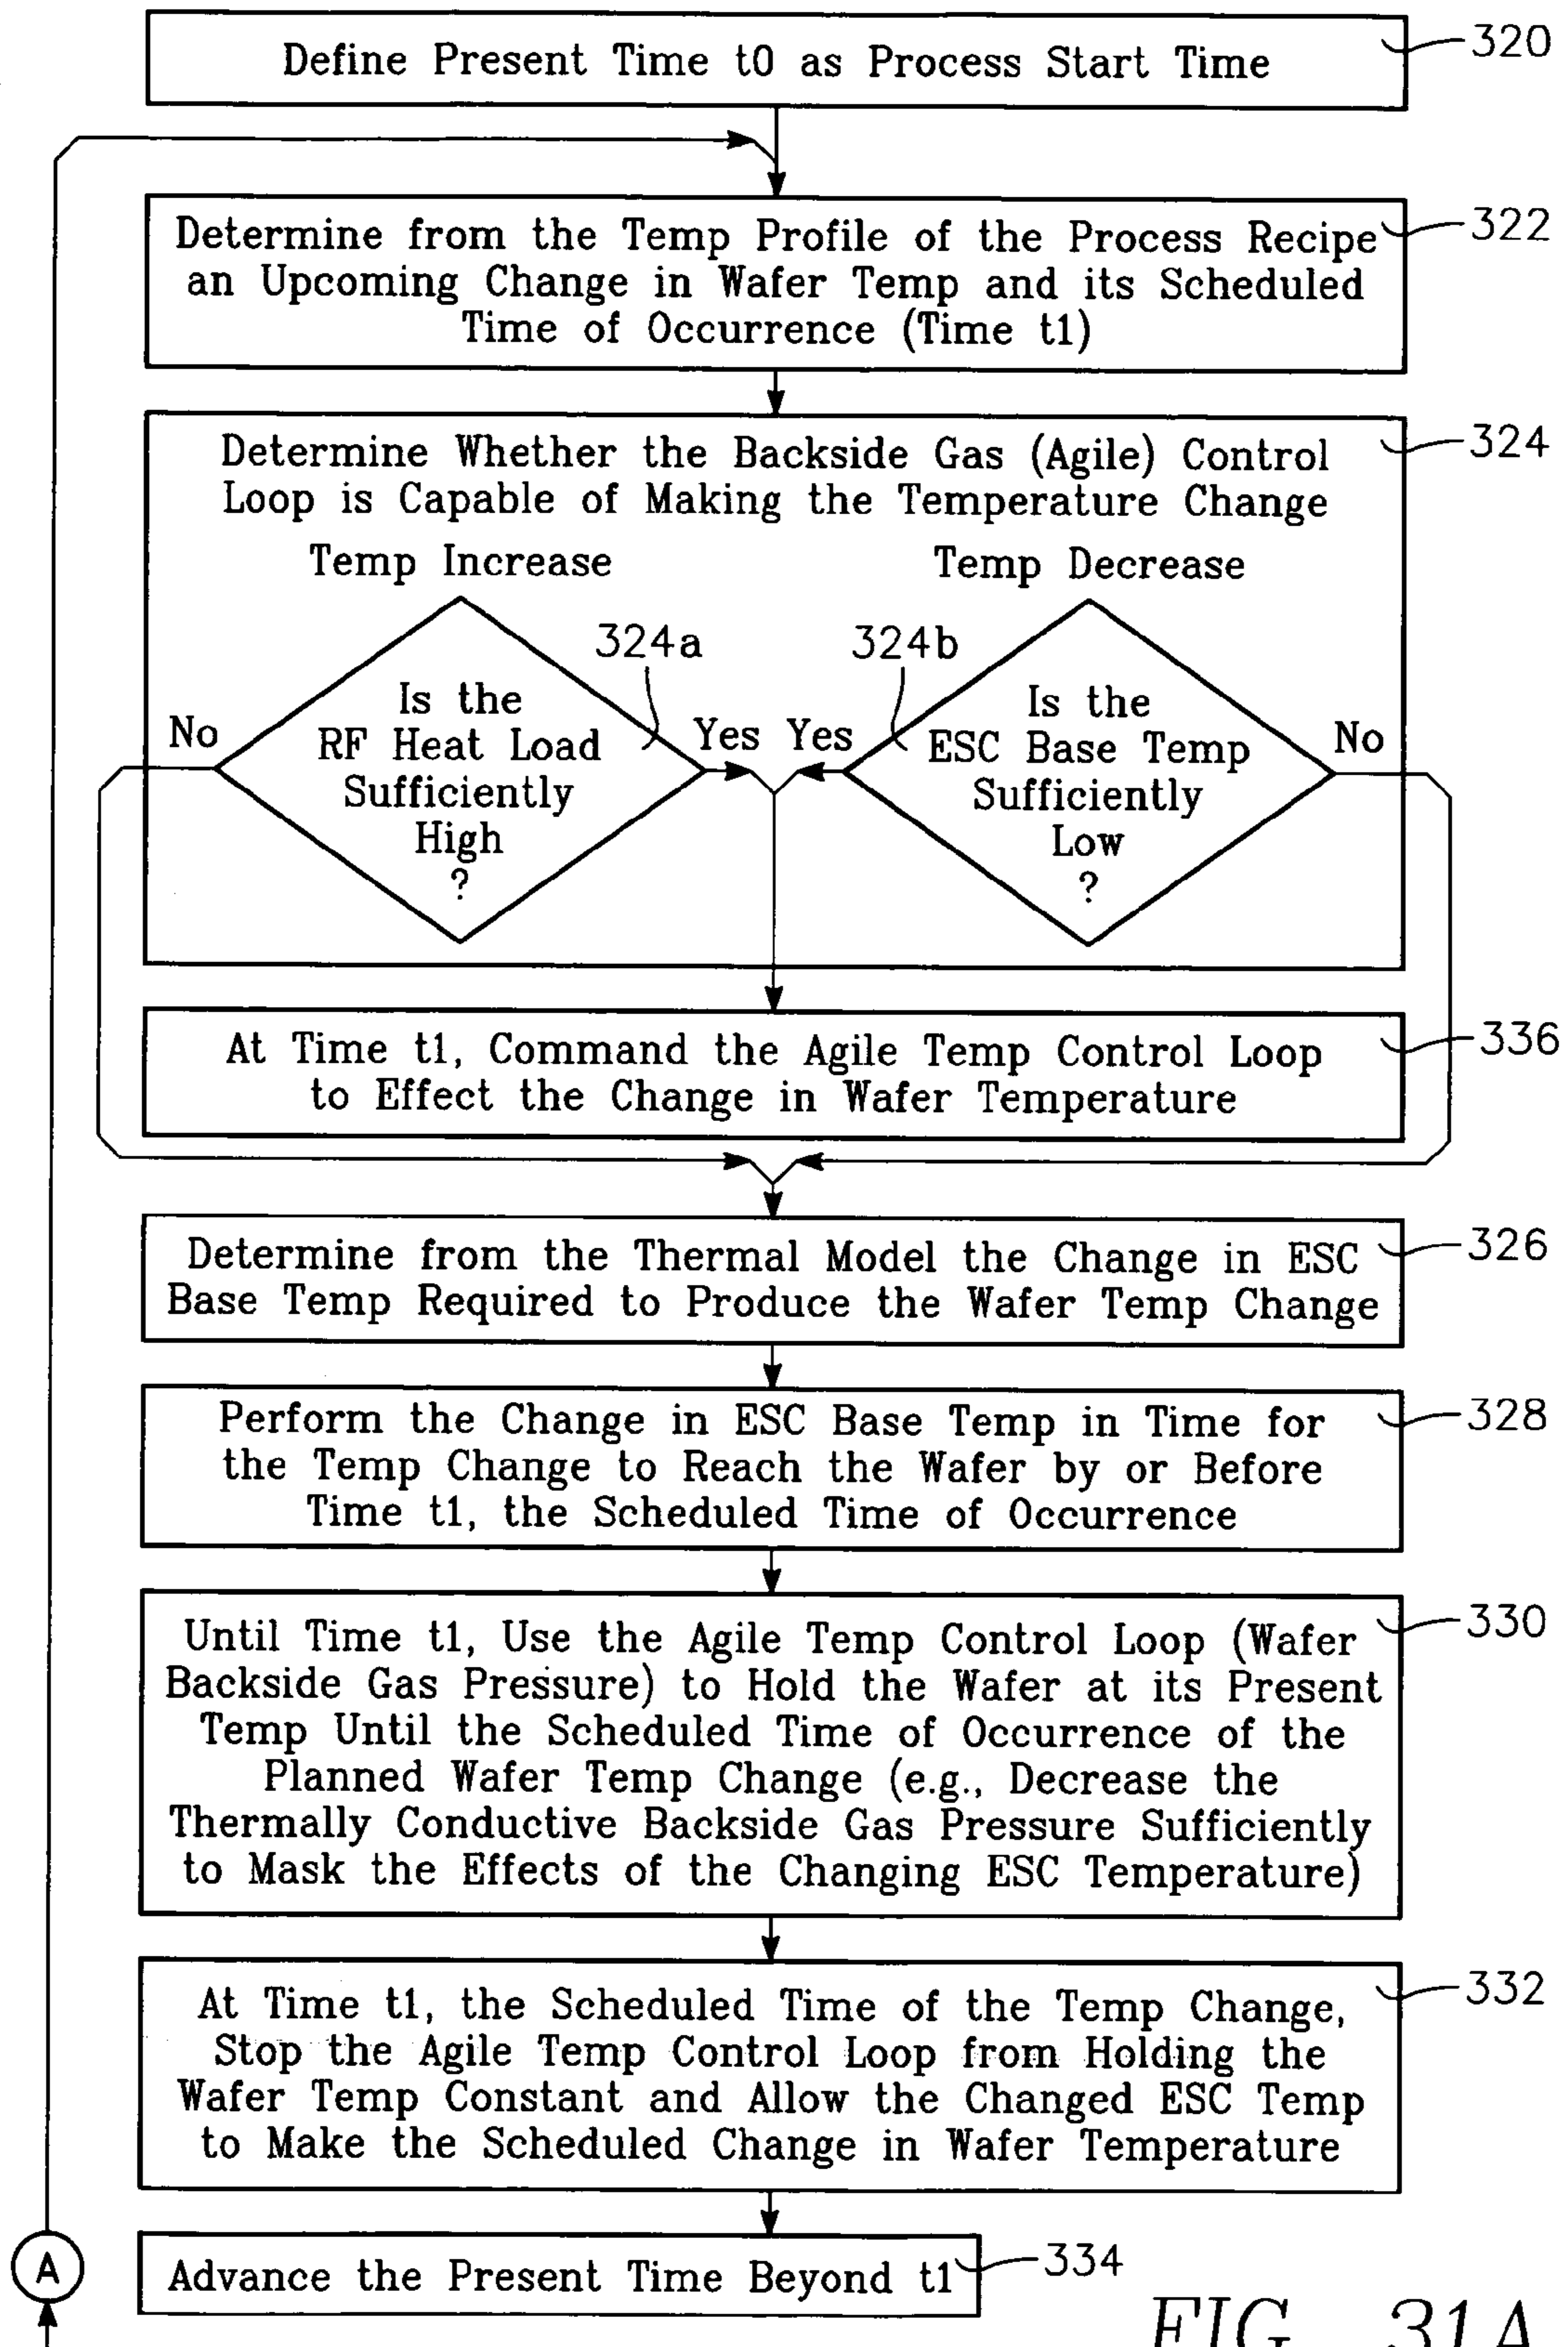 Define Present Time t0 as Process Start Time
320
Determine from the Temp Profile of the Process Recipe
an Upcoming Change in Wafer Temp and its Scheduled
Time of Occurrence (Time t1)
322
Determine Whether the Backside Gas (Agile) Control
Loop is Capable of Making the Temperature Change
324
Temp Increase
Temp Decrease
324a
324b
No
Is the
RF Heat Load
Sufficiently
High
?
Yes
Yes
Is the
ESC Base Temp
Sufficiently
Low
?
No
At Time t1, Command the Agile Temp Control Loop
to Effect the Change in Wafer Temperature
336
Determine from the Thermal Model the Change in ESC
Base Temp Required to Produce the Wafer Temp Change
326
Perform the Change in ESC Base Temp in Time for
the Temp Change to Reach the Wafer by or Before
Time t1, the Scheduled Time of Occurrence
328
Until Time t1, Use the Agile Temp Control Loop (Wafer
Backside Gas Pressure) to Hold the Wafer at its Present
Temp Until the Scheduled Time of Occurrence of the
Planned Wafer Temp Change (e.g., Decrease the
Thermally Conductive Backside Gas Pressure Sufficiently
to Mask the Effects of the Changing ESC Temperature)
330
At Time t1, the Scheduled Time of the Temp Change,
Stop the Agile Temp Control Loop from Holding the
Wafer Temp Constant and Allow the Changed ESC Temp
to Make the Scheduled Change in Wafer Temperature
332
A
Advance the Present Time Beyond t1
334
FIG. 31A